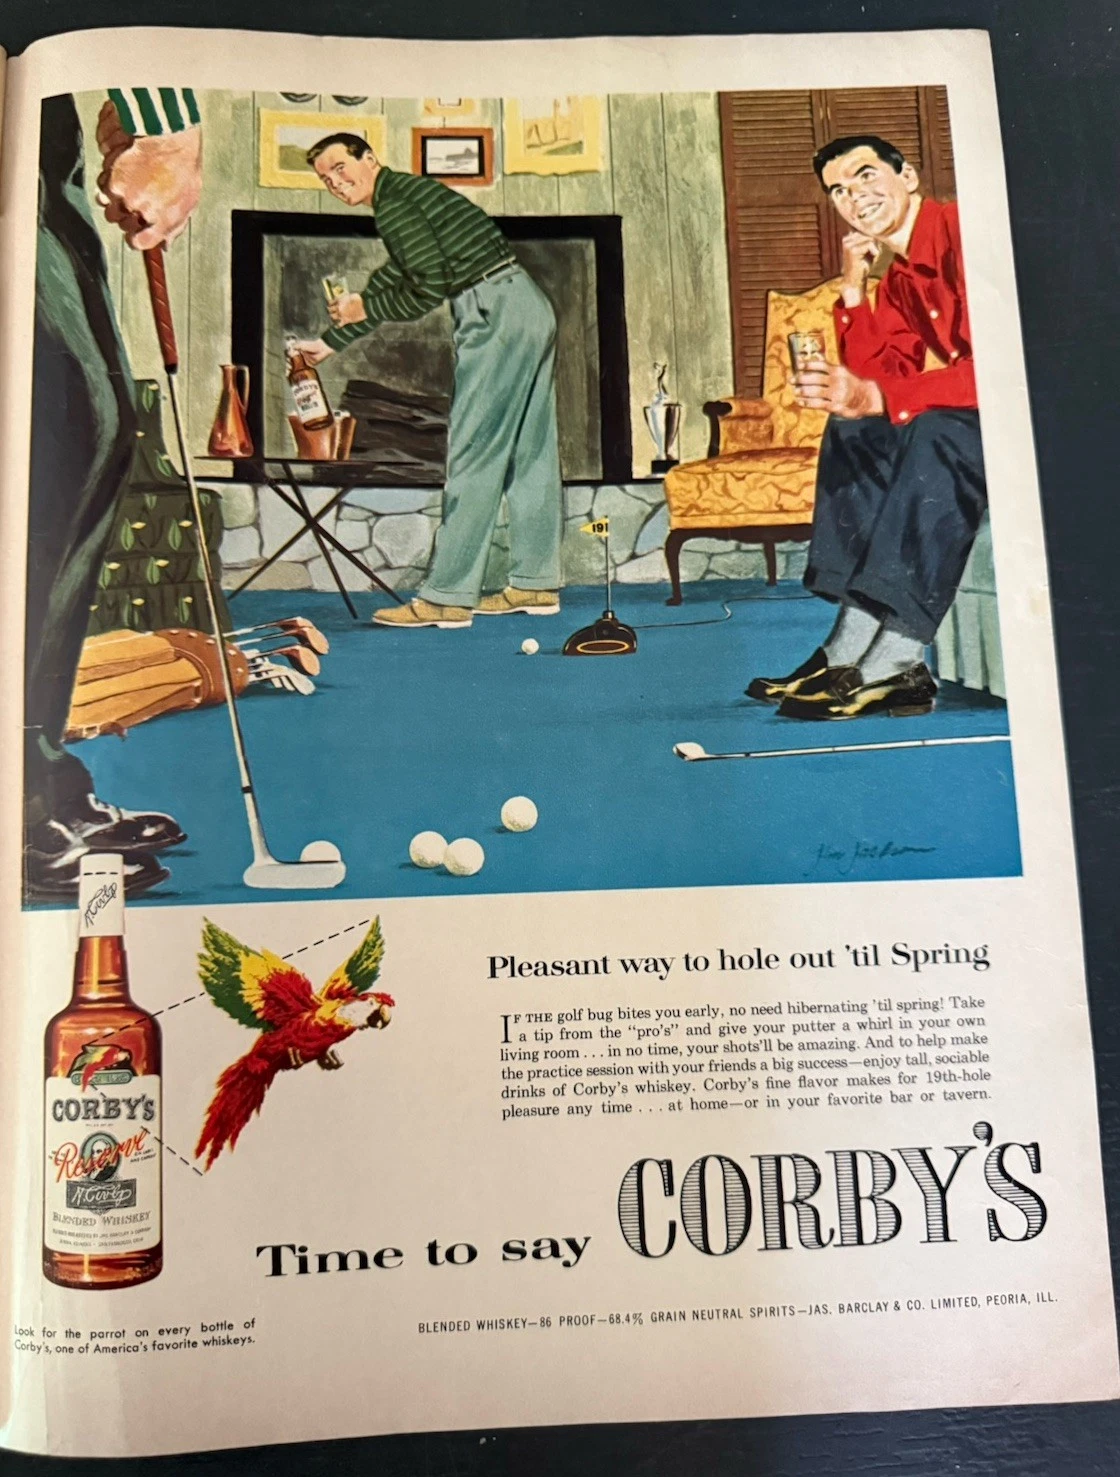 CORBY'S
19
Pleasant way to hole out 'til Spring
IF THE golf bug bites you early, no need hibernating 'til spring! Take
a tip from the “pro's” and give your putter a whirl in your own
living room . . . in no time, your shots'll be amazing. And to help make
the practice session with your friends a big success—enjoy tall, sociable
drinks of Corby's whiskey. Corby's fine flavor makes for 19th-hole
pleasure any time . . . at home—or in your favorite bar or tavern.
N. Corby
CORBY'S
Reserve
N. Corby
BLENDED WHISKEY
Time to say CORBY'S
Look for the parrot on every bottle of
Corby's, one of America's favorite whiskeys.
BLENDED WHISKEY—86 PROOF—68.4% GRAIN NEUTRAL SPIRITS—JAS. BARCLAY & CO. LIMITED, PEORIA, ILL.